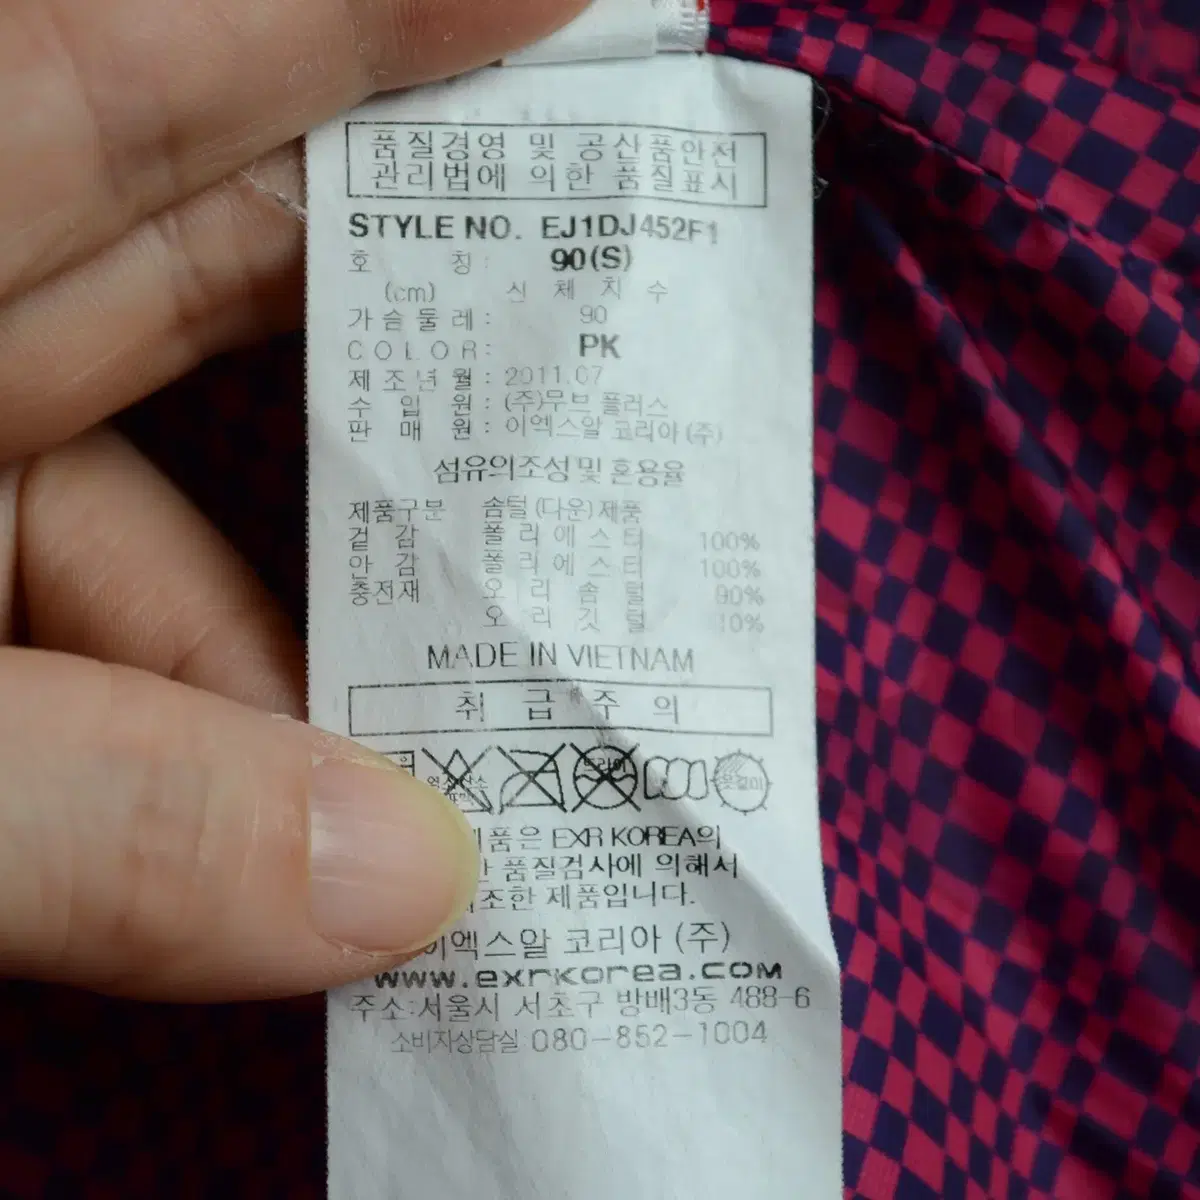 품질경영 및 공산품안전
관리법에 의한 품질표시
STYLE NO. EJ1DJ452F1
호 칭: 90(S)
(cm) 신 체 치 수
가 슴 둘 레 : 90
COLOR: PK
제 조 년 월 : 2011.07
수 입 원 : (주)무브 플러스
판 매 원 : 이엑스알 코리아 (주)
섬유의조성 및 혼용율
제품구분 솜털 (다운) 제품
겉 감 폴 리 에 스 터 100%
안 감 폴 리 에 스 터 100%
충전재 오 리 솜 털 90%
오 리 깃 털 10%
MADE IN VIETNAM
취 급 주 의
드라이 옷걸이
품은 EXR KOREA의
품질검사에 의해서
조한 제품입니다.
이엑스알 코리아 (주)
www.exrkorea.com
주소:서울시 서초구 방배3동 488-6
소비자상담실 080-852-1004